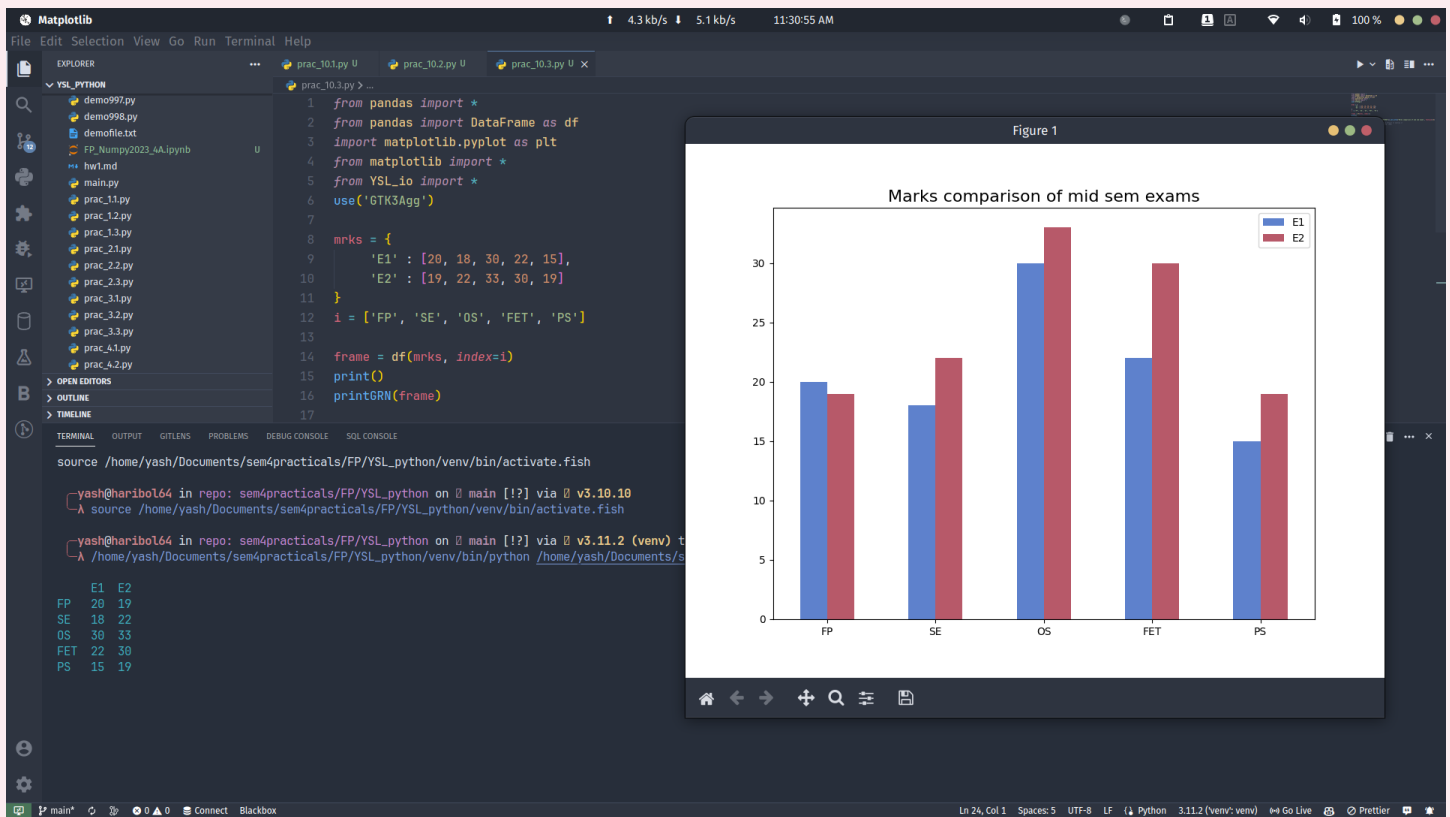 Matplotlib
4.3 kb/s 5.1 kb/s 11:30:55 AM
1 A 100 %
File Edit Selection View Go Run Terminal Help
EXPLORER
YSL_PYTHON
demo997.py
demo998.py
demofile.txt
FP_Numpy2023_4A.ipynb U
hw1.md
main.py
prac_1.1.py
prac_1.2.py
prac_1.3.py
prac_2.1.py
prac_2.2.py
prac_2.3.py
prac_3.1.py
prac_3.2.py
prac_3.3.py
prac_4.1.py
prac_4.2.py
OPEN EDITORS
OUTLINE
TIMELINE
12
B
prac_10.1.py U prac_10.2.py U prac_10.3.py U
prac_10.3.py > ...
1 from pandas import *
2 from pandas import DataFrame as df
3 import matplotlib.pyplot as plt
4 from matplotlib import *
5 from YSL_io import *
6 use('GTK3Agg')
7
8 mrks = {
9 'E1' : [20, 18, 30, 22, 15],
10 'E2' : [19, 22, 33, 30, 19]
11 }
12 i = ['FP', 'SE', 'OS', 'FET', 'PS']
13
14 frame = df(mrks, index=i)
15 print()
16 printGRN(frame)
17
TERMINAL OUTPUT GITLENS PROBLEMS DEBUG CONSOLE SQL CONSOLE
source /home/yash/Documents/sem4practicals/FP/YSL_python/venv/bin/activate.fish
yash@haribol64 in repo: sem4practicals/FP/YSL_python on main [!?] via v3.10.10
λ source /home/yash/Documents/sem4practicals/FP/YSL_python/venv/bin/activate.fish
yash@haribol64 in repo: sem4practicals/FP/YSL_python on main [!?] via v3.11.2 (venv) t
λ /home/yash/Documents/sem4practicals/FP/YSL_python/venv/bin/python /home/yash/Documents/s
E1 E2
FP 20 19
SE 18 22
OS 30 33
FET 22 30
PS 15 19
Figure 1
Marks comparison of mid sem exams
E1
E2
30
25
20
15
10
5
0
FP SE OS FET PS
main* 0 0 Connect Blackbox
Ln 24, Col 1 Spaces: 5 UTF-8 LF Python 3.11.2 ('venv': venv) Go Live Prettier